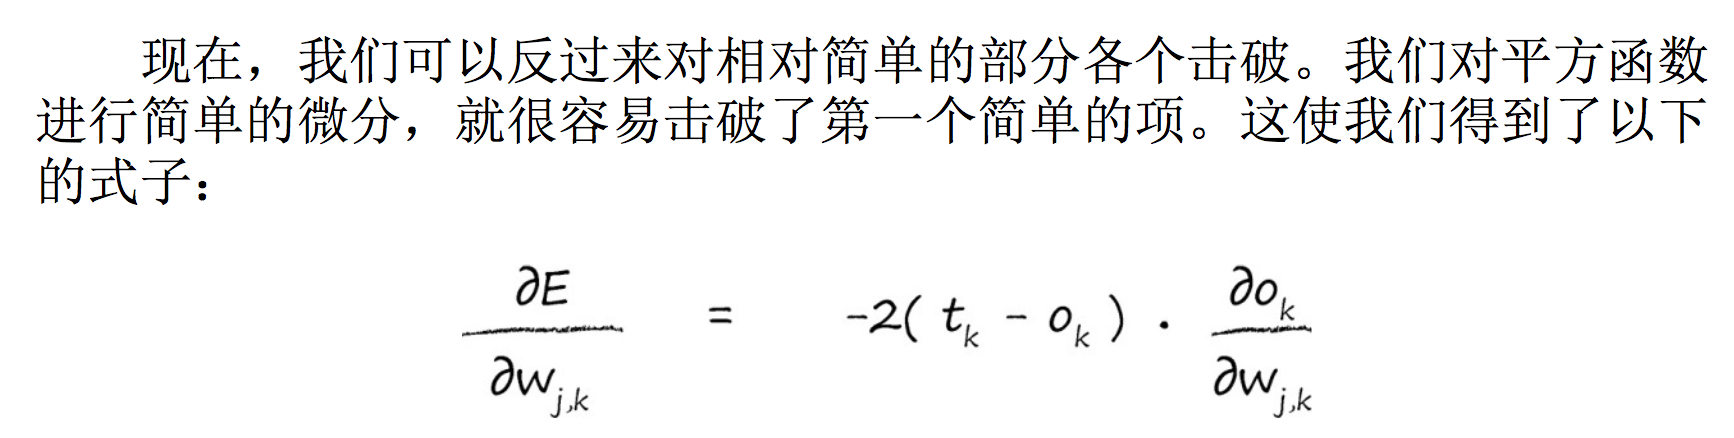 现在，我们可以反过来对相对简单的部分各个击破。我们对平方函数
进行简单的微分，就很容易击破了第一个简单的项。这使我们得到了以下
的式子：
∂E/∂w_{j,k} = -2( t_k - o_k ) · ∂o_k/∂w_{j,k}